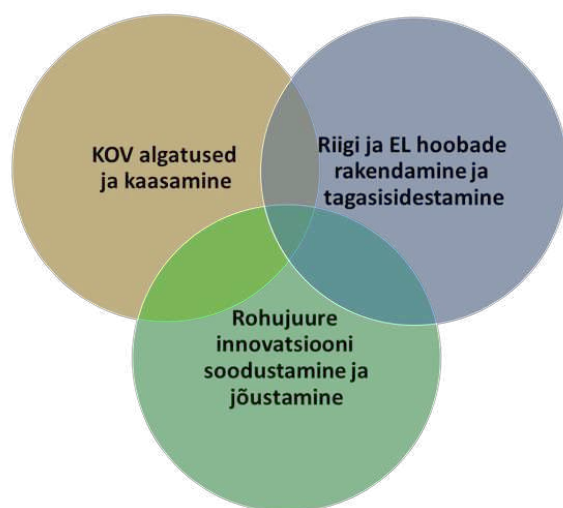 KOV algatused
ja kaasamine
Riigi ja EL hoobade
rakendamine ja
tagasisidestamine
Rohujuure
innovatsiooni
soodustamine ja
jõustamine